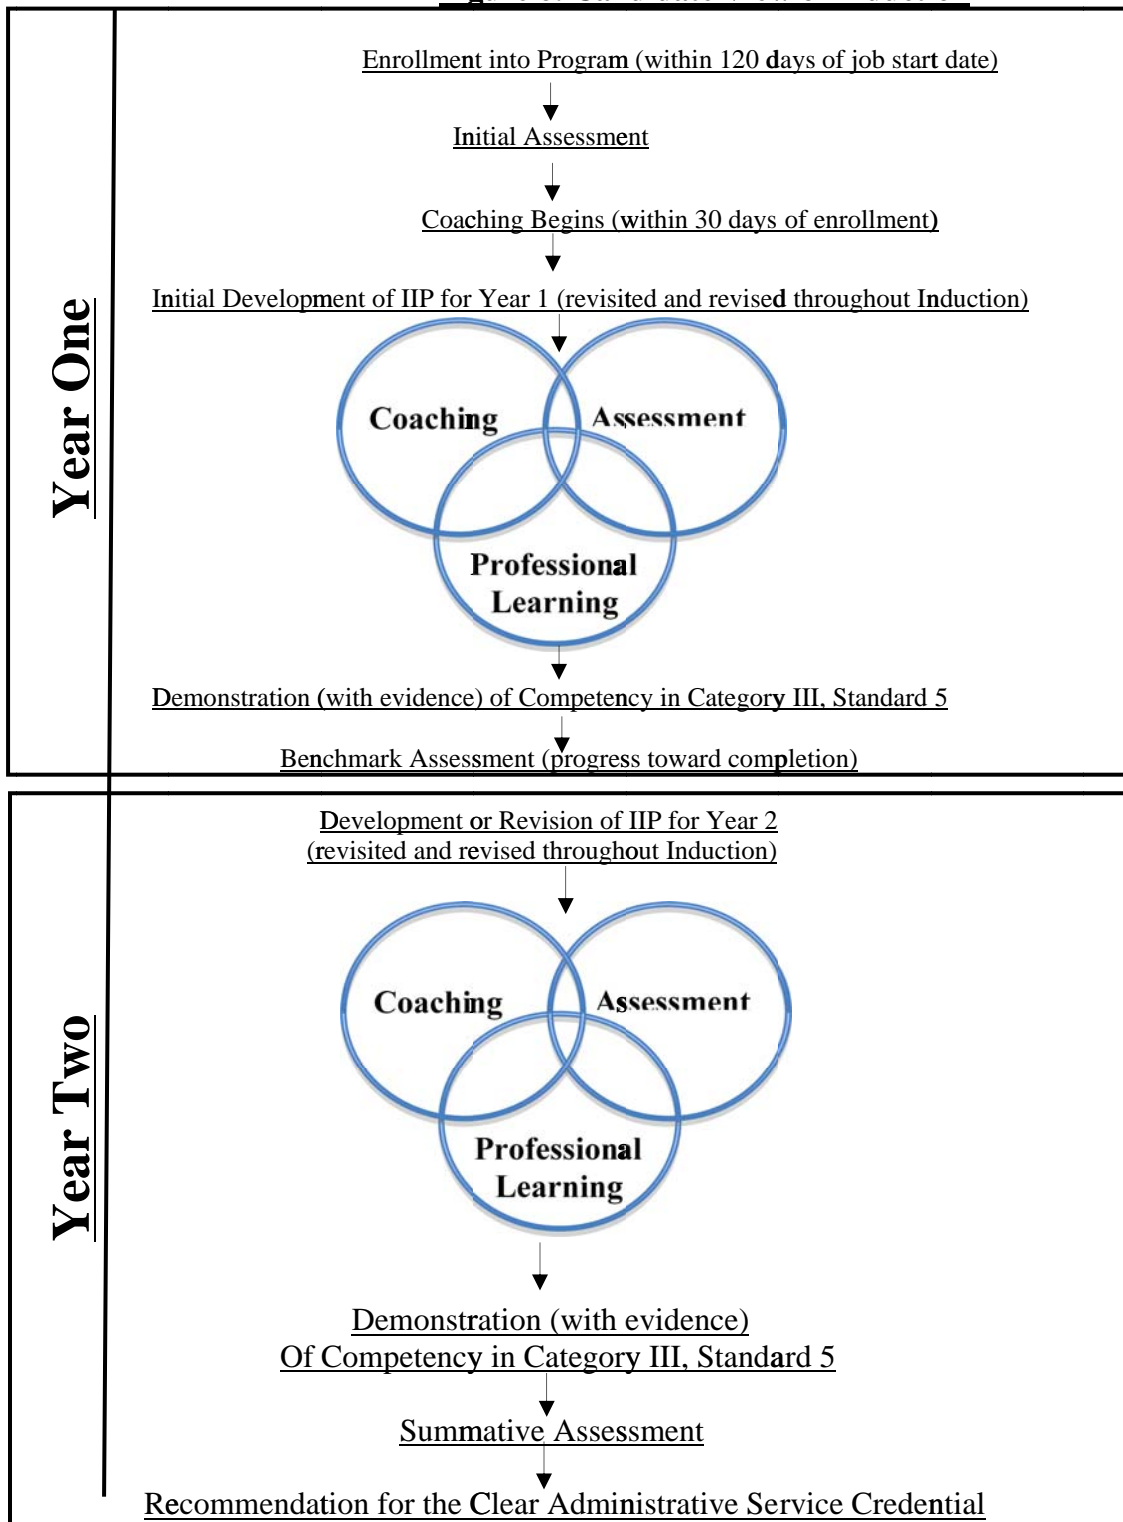 Enrollment into Program (within 120 days of job start date)
Initial Assessment
Coaching Begins (within 30 days of enrollment)
Initial Development of IIP for Year 1 (revisited and revised throughout Induction)
Year One
Coaching
Assessment
Professional
Learning
Demonstration (with evidence) of Competency in Category III, Standard 5
Benchmark Assessment (progress toward completion)
Development or Revision of IIP for Year 2
(revisited and revised throughout Induction)
Year Two
Coaching
Assessment
Professional
Learning
Demonstration (with evidence)
Of Competency in Category III, Standard 5
Summative Assessment
Recommendation for the Clear Administrative Service Credential